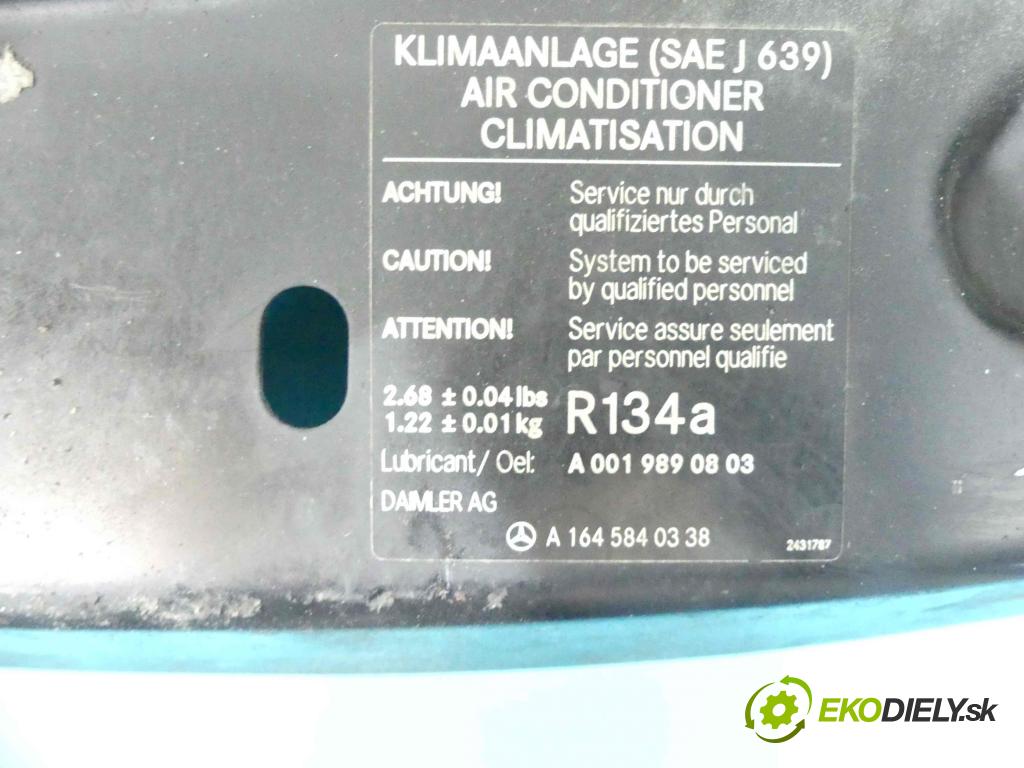 KLIMAANLAGE (SAE J 639)
AIR CONDITIONER
CLIMATISATION
ACHTUNG! Service nur durch
qualifiziertes Personal
CAUTION! System to be serviced
by qualified personnel
ATTENTION! Service assure seulement
par personnel qualifie
2.68 ± 0.04 lbs
1.22 ± 0.01 kg R134a
Lubricant/ Oel: A 001 989 08 03
DAIMLER AG
A 164 584 03 38 2431787
EKODIELY.sk